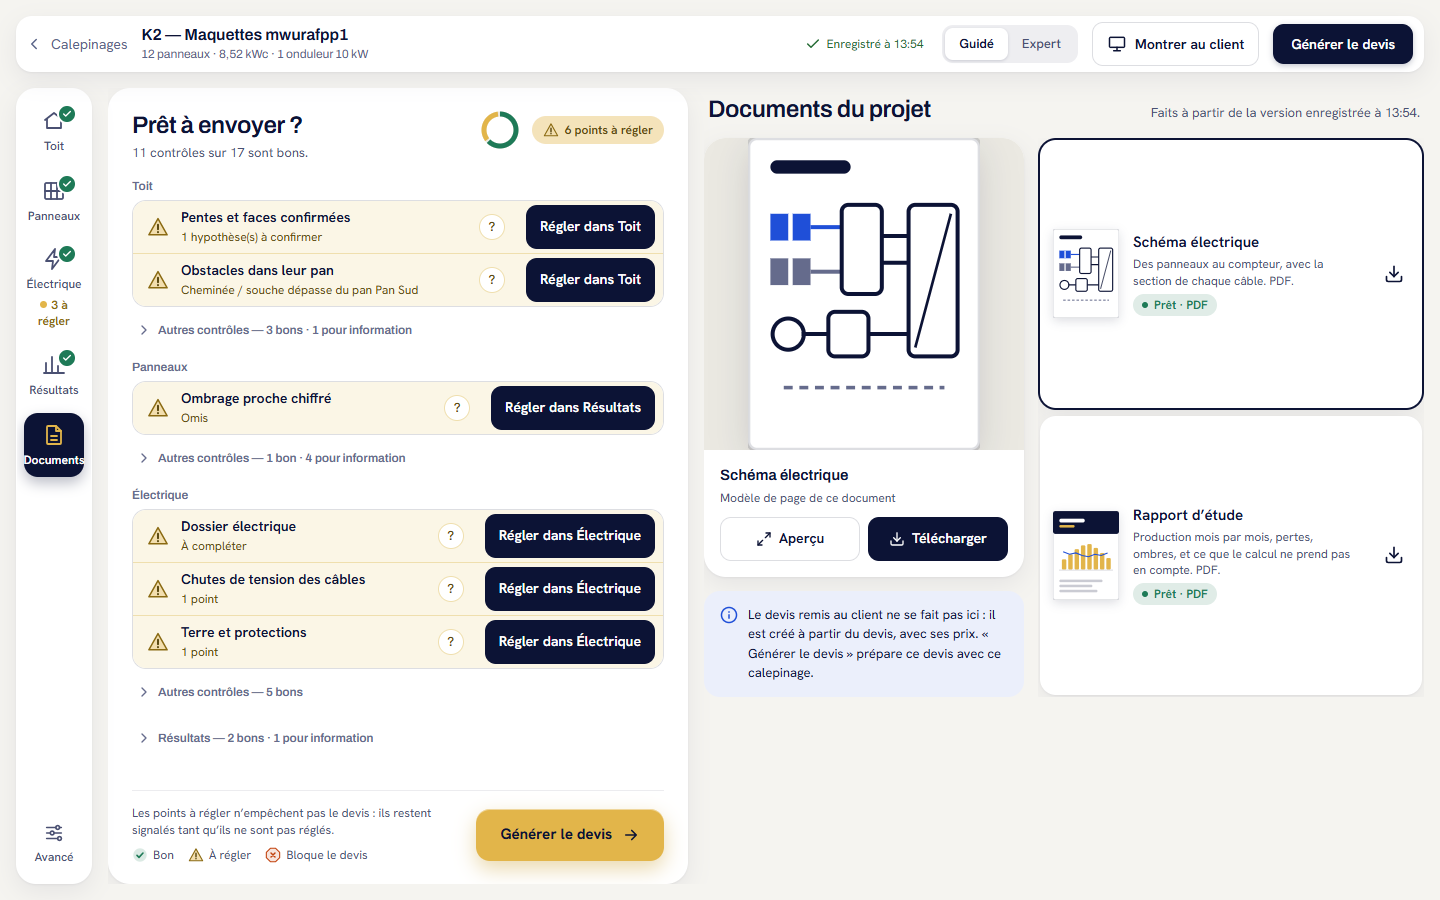 Calepinages
K2 — Maquettes mwurafpp1
12 panneaux · 8,52 kWc · 1 onduleur 10 kW
Enregistré à 13:54
Guidé
Expert
Montrer au client
Générer le devis
Toit
Panneaux
Électrique
3 à
régler
Résultats
Documents
Avancé
Prêt à envoyer ?
11 contrôles sur 17 sont bons.
6 points à régler
Toit
Pentes et faces confirmées
1 hypothèse(s) à confirmer
?
Régler dans Toit
Obstacles dans leur pan
Cheminée / souche dépasse du pan Pan Sud
?
Régler dans Toit
Autres contrôles — 3 bons · 1 pour information
Panneaux
Ombrage proche chiffré
Omis
?
Régler dans Résultats
Autres contrôles — 1 bon · 4 pour information
Électrique
Dossier électrique
À compléter
?
Régler dans Électrique
Chutes de tension des câbles
1 point
?
Régler dans Électrique
Terre et protections
1 point
?
Régler dans Électrique
Autres contrôles — 5 bons
Résultats — 2 bons · 1 pour information
Les points à régler n’empêchent pas le devis : ils restent
signalés tant qu’ils ne sont pas réglés.
Bon
À régler
Bloque le devis
Générer le devis
Documents du projet
Faits à partir de la version enregistrée à 13:54.
Schéma électrique
Modèle de page de ce document
Aperçu
Télécharger
Le devis remis au client ne se fait pas ici : il
est créé à partir du devis, avec ses prix. «
Générer le devis » prépare ce devis avec ce
calepinage.
Schéma électrique
Des panneaux au compteur, avec la
section de chaque câble. PDF.
Prêt · PDF
Rapport d’étude
Production mois par mois, pertes,
ombres, et ce que le calcul ne prend pas
en compte. PDF.
Prêt · PDF